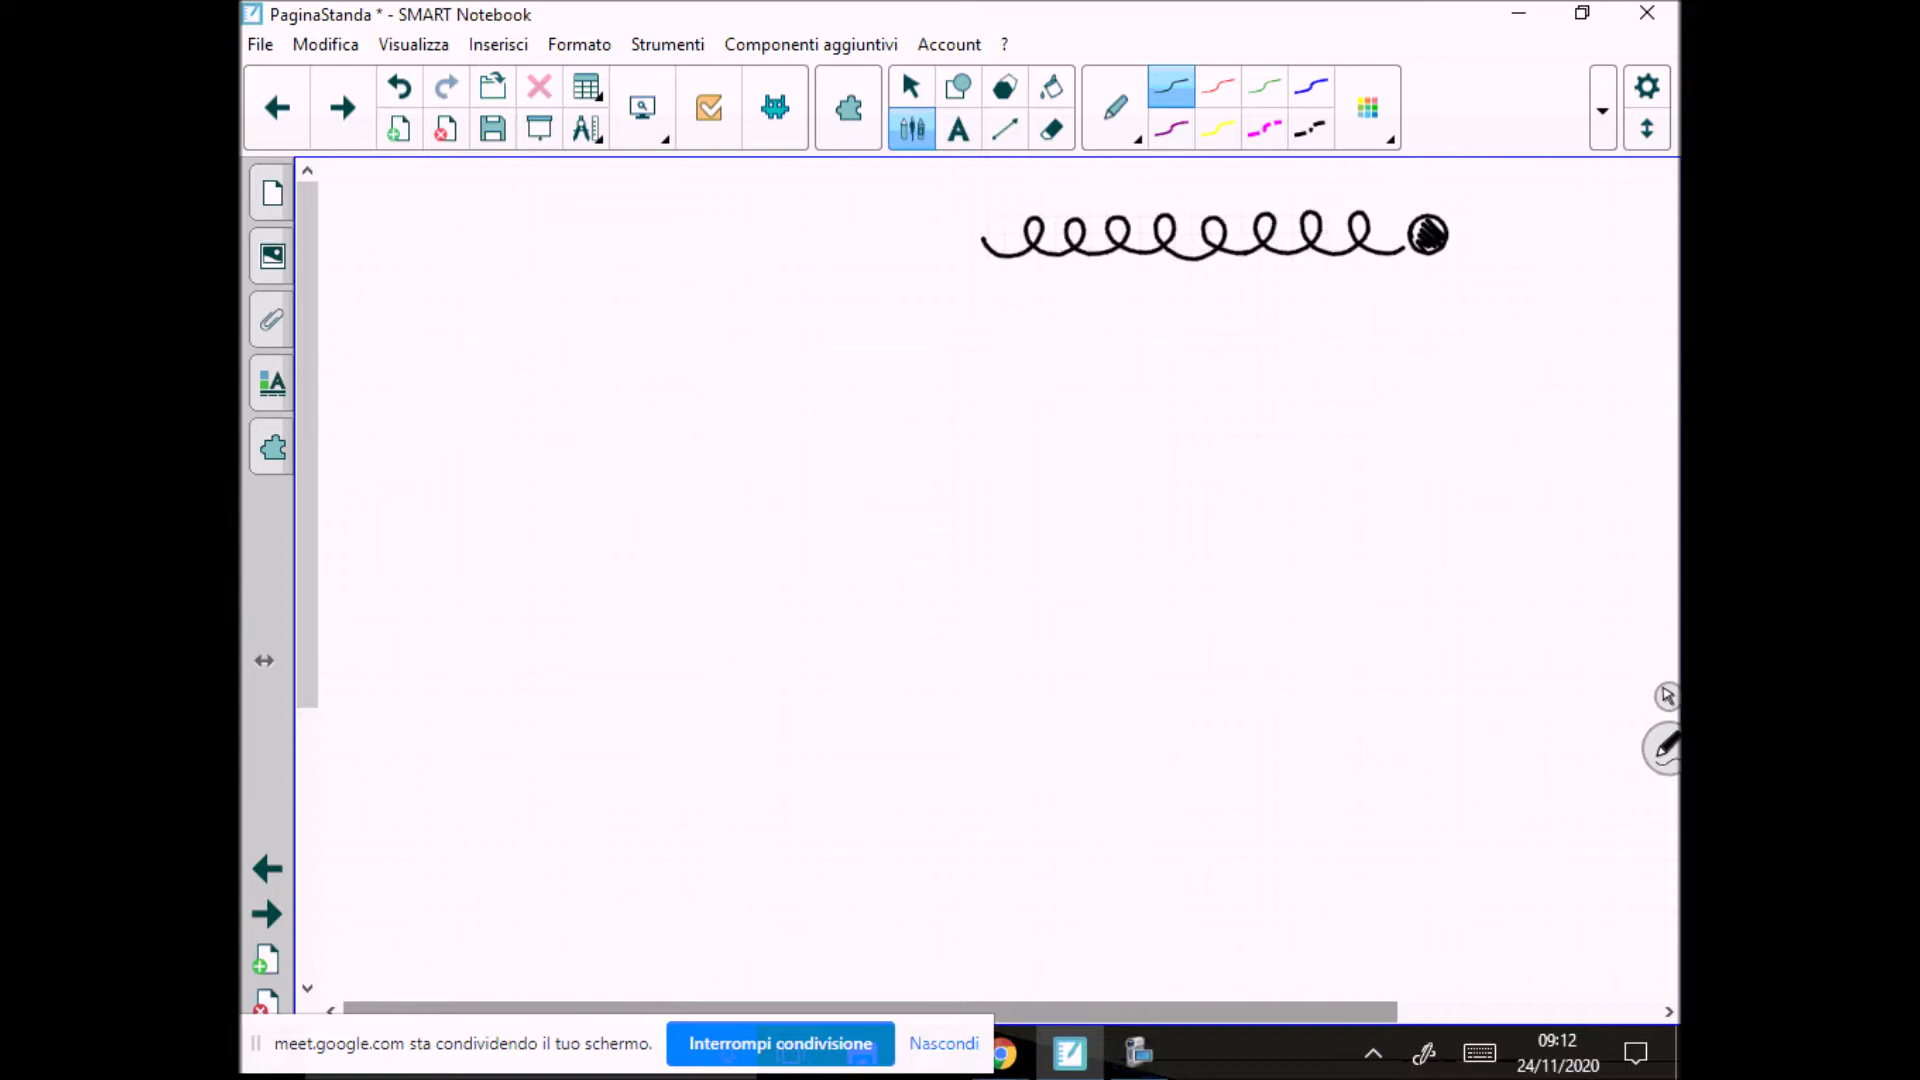 PaginaStanda * - SMART Notebook
File Modifica Visualizza Inserisci Formato Strumenti Componenti aggiuntivi Account ?
meet.google.com sta condividendo il tuo schermo. Interrompi condivisione Nascondi
09:12
24/11/2020